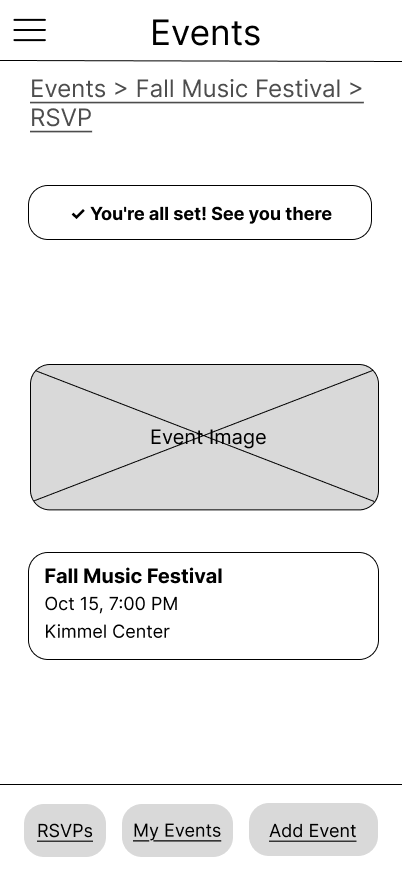 Events
Events > Fall Music Festival >
RSVP
✓ You're all set! See you there
Event Image
Fall Music Festival
Oct 15, 7:00 PM
Kimmel Center
RSVPs
My Events
Add Event